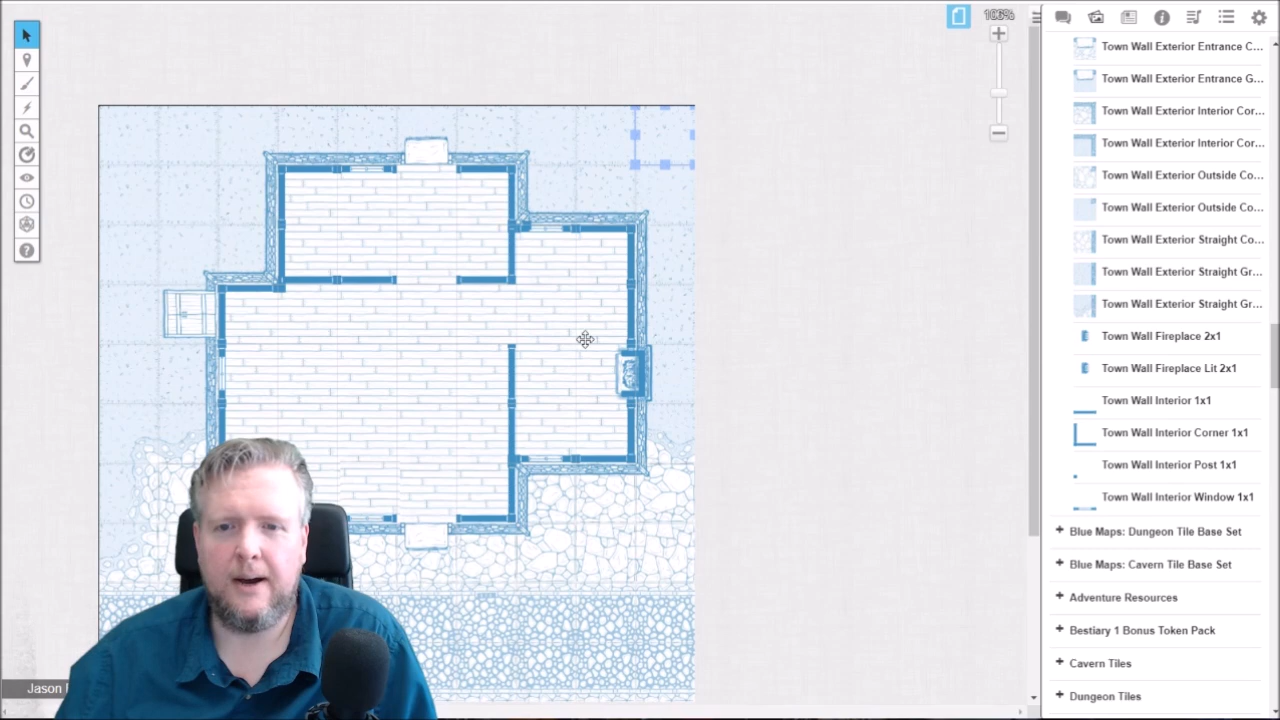 100%
Town Wall Exterior Entrance C...
Town Wall Exterior Entrance G...
Town Wall Exterior Interior Cor...
Town Wall Exterior Interior Cor...
Town Wall Exterior Outside Co...
Town Wall Exterior Outside Co...
Town Wall Exterior Straight Co...
Town Wall Exterior Straight Gr...
Town Wall Exterior Straight Gr...
Town Wall Fireplace 2x1
Town Wall Fireplace Lit 2x1
Town Wall Interior 1x1
Town Wall Interior Corner 1x1
Town Wall Interior Post 1x1
Town Wall Interior Window 1x1
Blue Maps: Dungeon Tile Base Set
Blue Maps: Cavern Tile Base Set
Adventure Resources
Bestiary 1 Bonus Token Pack
Cavern Tiles
Jason
Dungeon Tiles